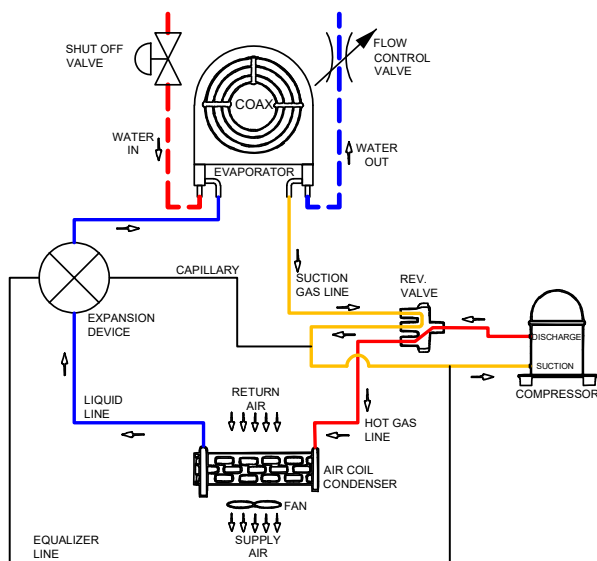 SHUT OFF
VALVE
FLOW
CONTROL
VALVE
COAX
WATER
IN
WATER
OUT
EVAPORATOR
CAPILLARY
SUCTION
GAS LINE
REV.
VALVE
EXPANSION
DEVICE
DISCHARGE
SUCTION
COMPRESSOR
RETURN
AIR
LIQUID
LINE
HOT GAS
LINE
AIR COIL
CONDENSER
FAN
SUPPLY
AIR
EQUALIZER
LINE